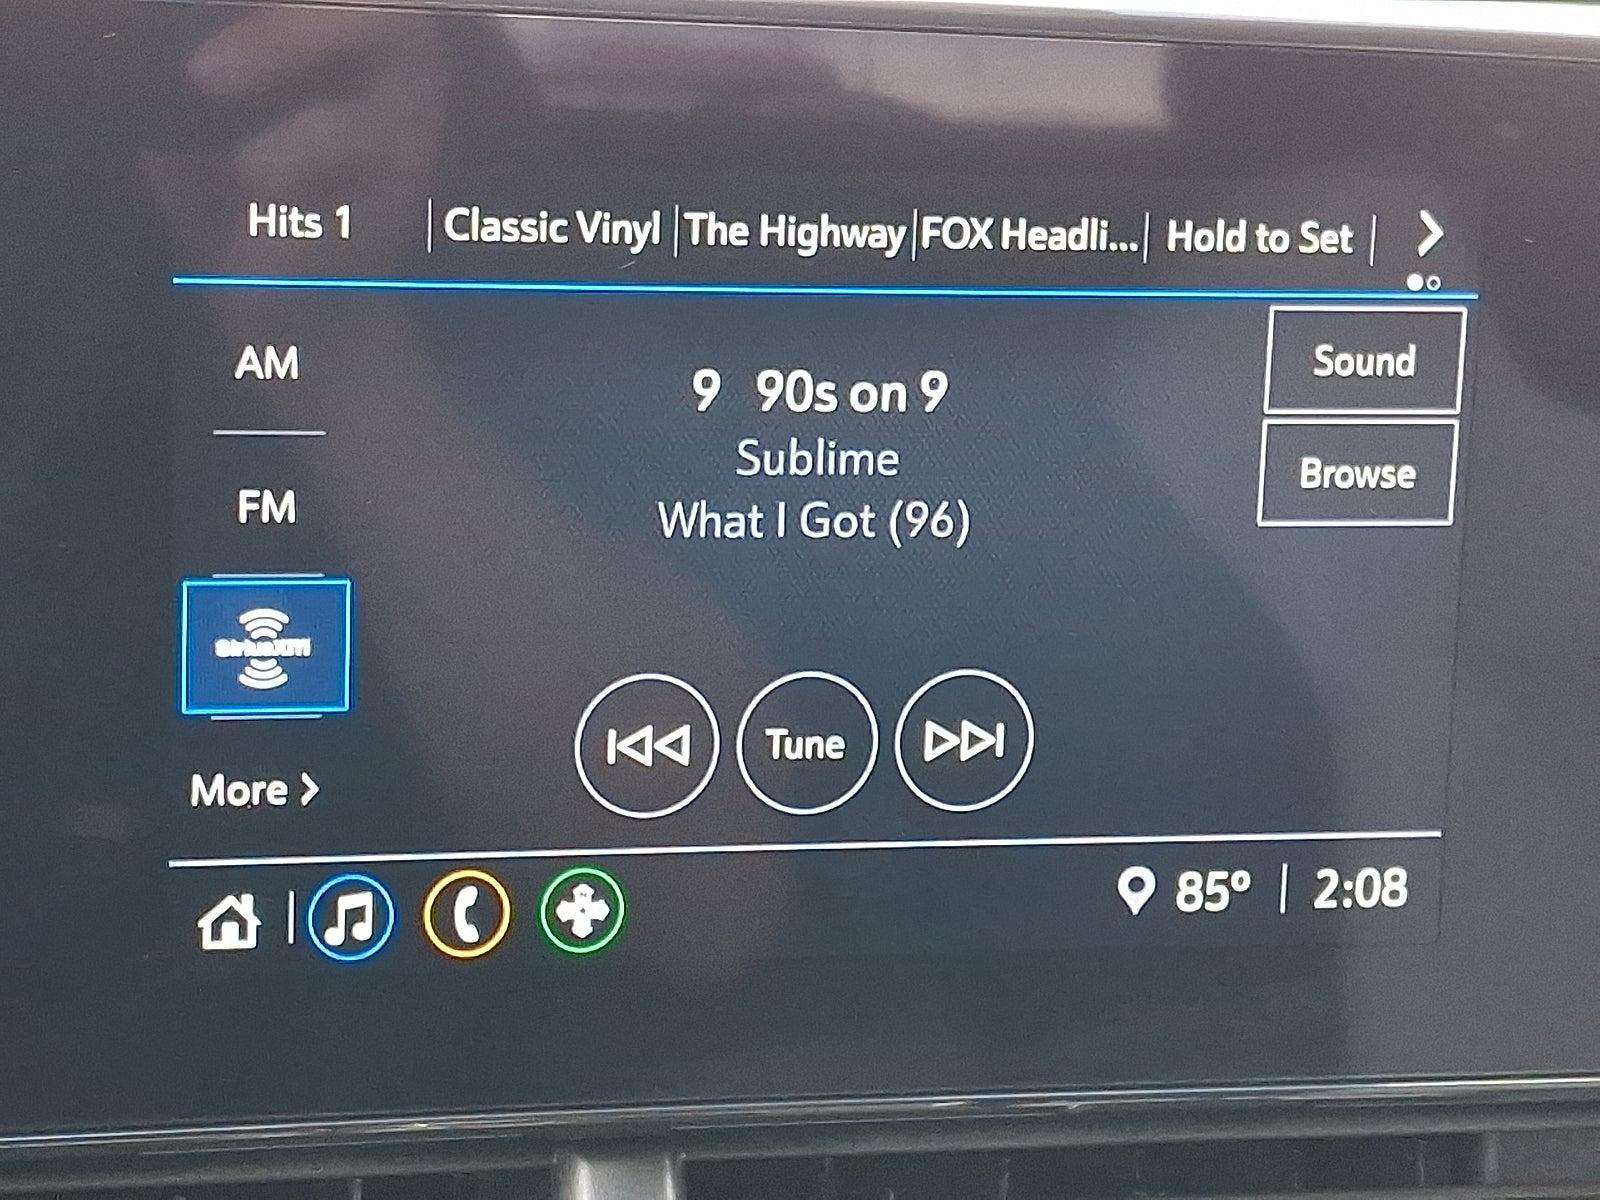 Hits 1 Classic Vinyl The Highway FOX Headli... Hold to Set
AM
FM
SiriusXM
More
9 90s on 9
Sublime
What I Got (96)
Sound
Browse
Tune
85° 2:08